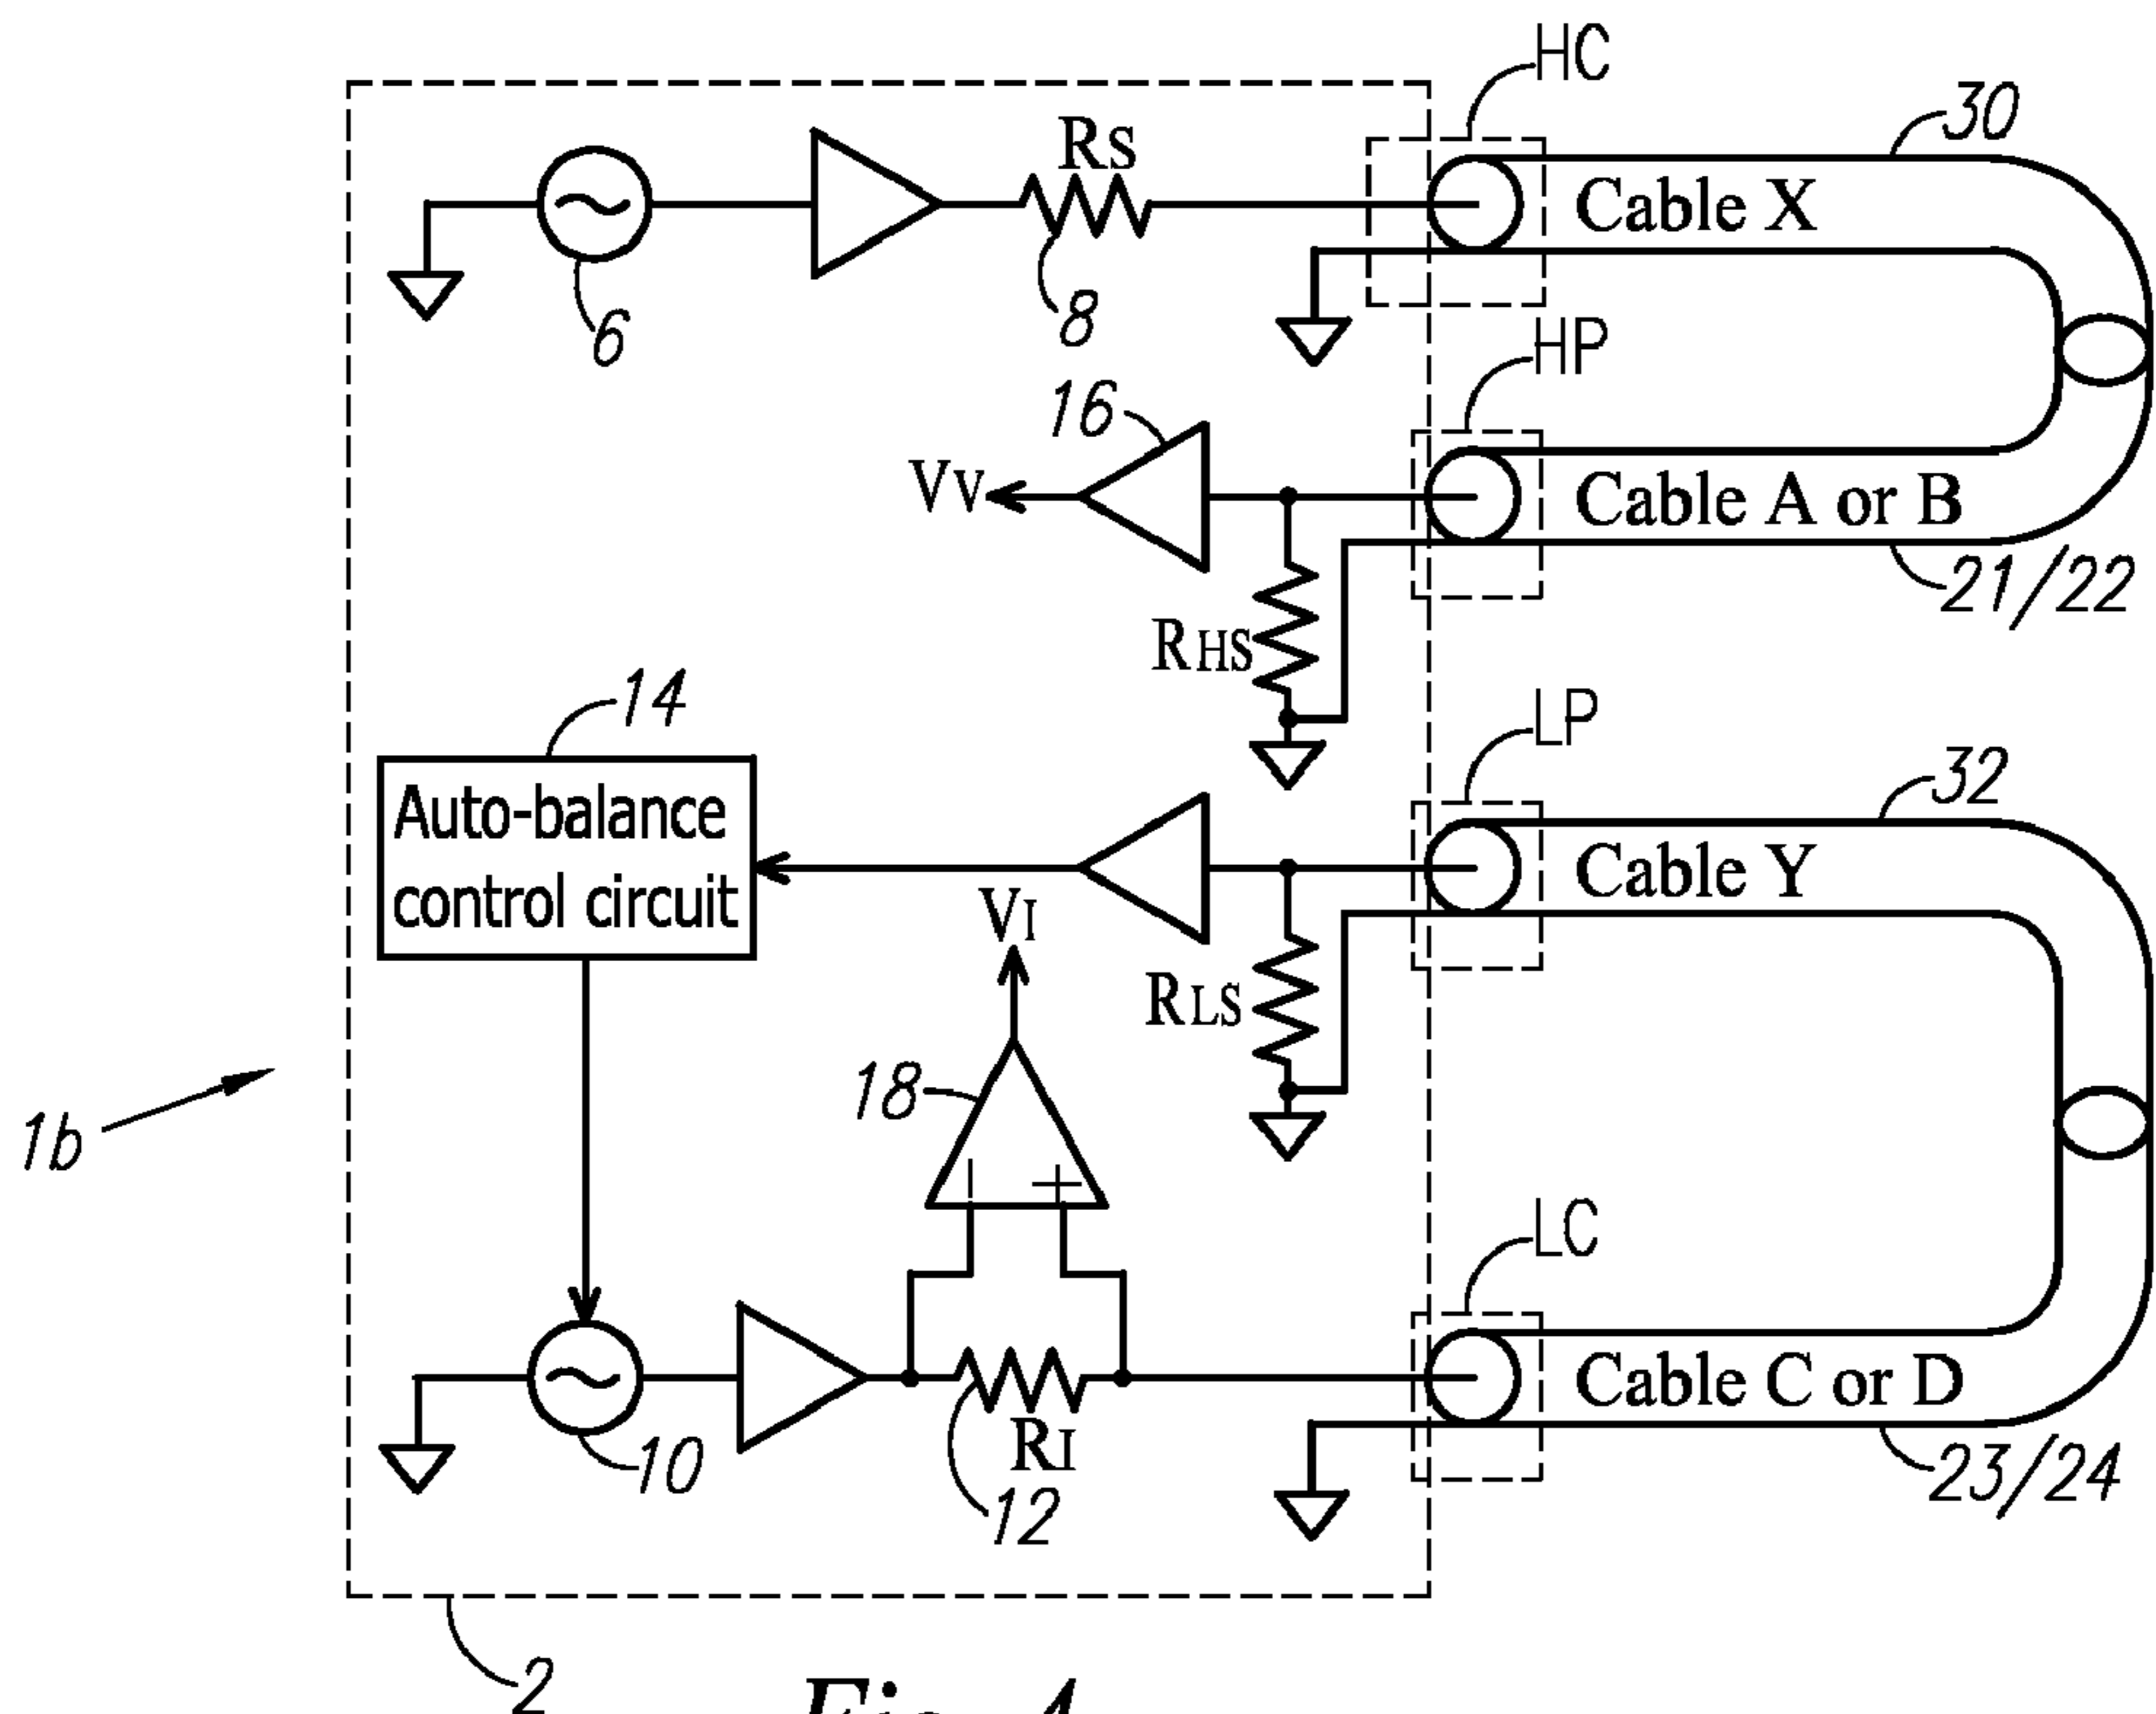 HC
30
RS
Cable X
6
8
HP
16
VV
Cable A or B
21/22
RHS
14
LP
32
Auto-balance
control circuit
Cable Y
VI
RLS
18
1b
LC
Cable C or D
RI
10
12
23/24
2